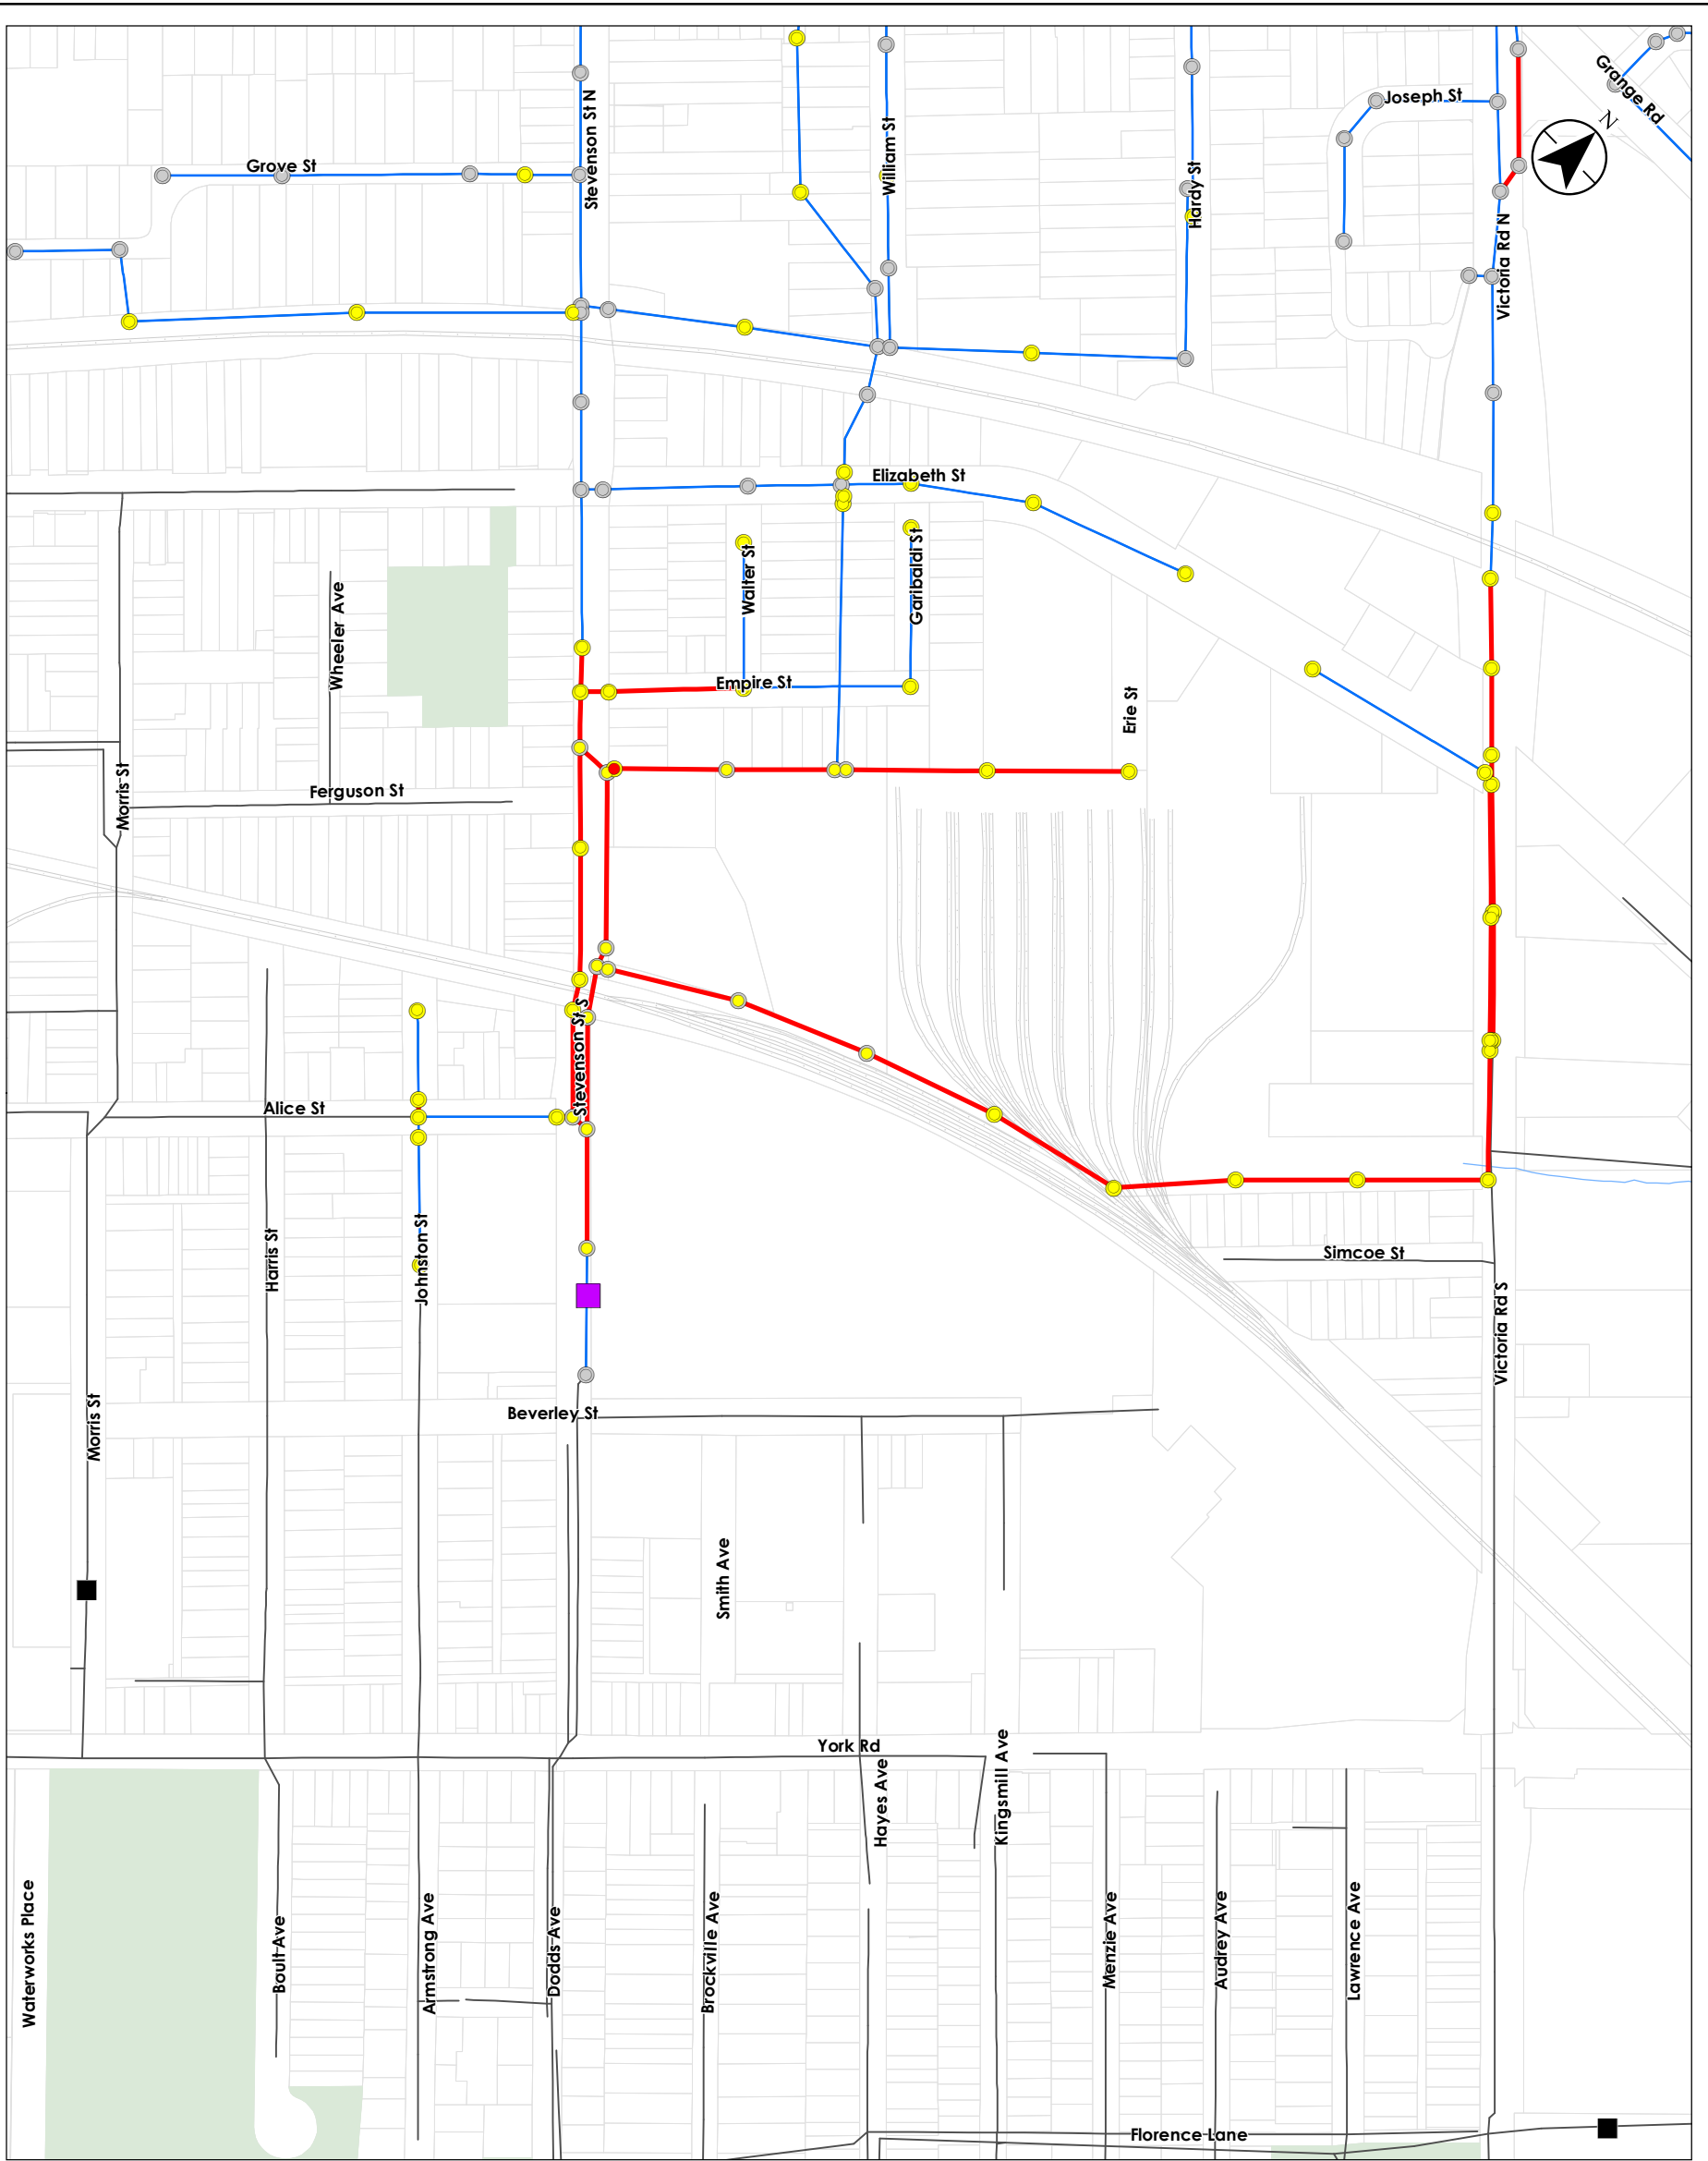 Grange Rd
Joseph St
N
Stevenson St N
William St
Grove St
Hardy St
Victoria Rd N
Elizabeth St
Walter St
Garibaldi St
Wheeler Ave
Empire St
Erie St
Morris St
Ferguson St
Stevenson St S
Alice St
Harris St
Johnston St
Simcoe St
Victoria Rd S
Morris St
Beverley St
Smith Ave
York Rd
Hayes Ave
Kingsmill Ave
Waterworks Place
Boult Ave
Armstrong Ave
Dodds Ave
Brockville Ave
Menzie Ave
Audrey Ave
Lawrence Ave
Florence Lane